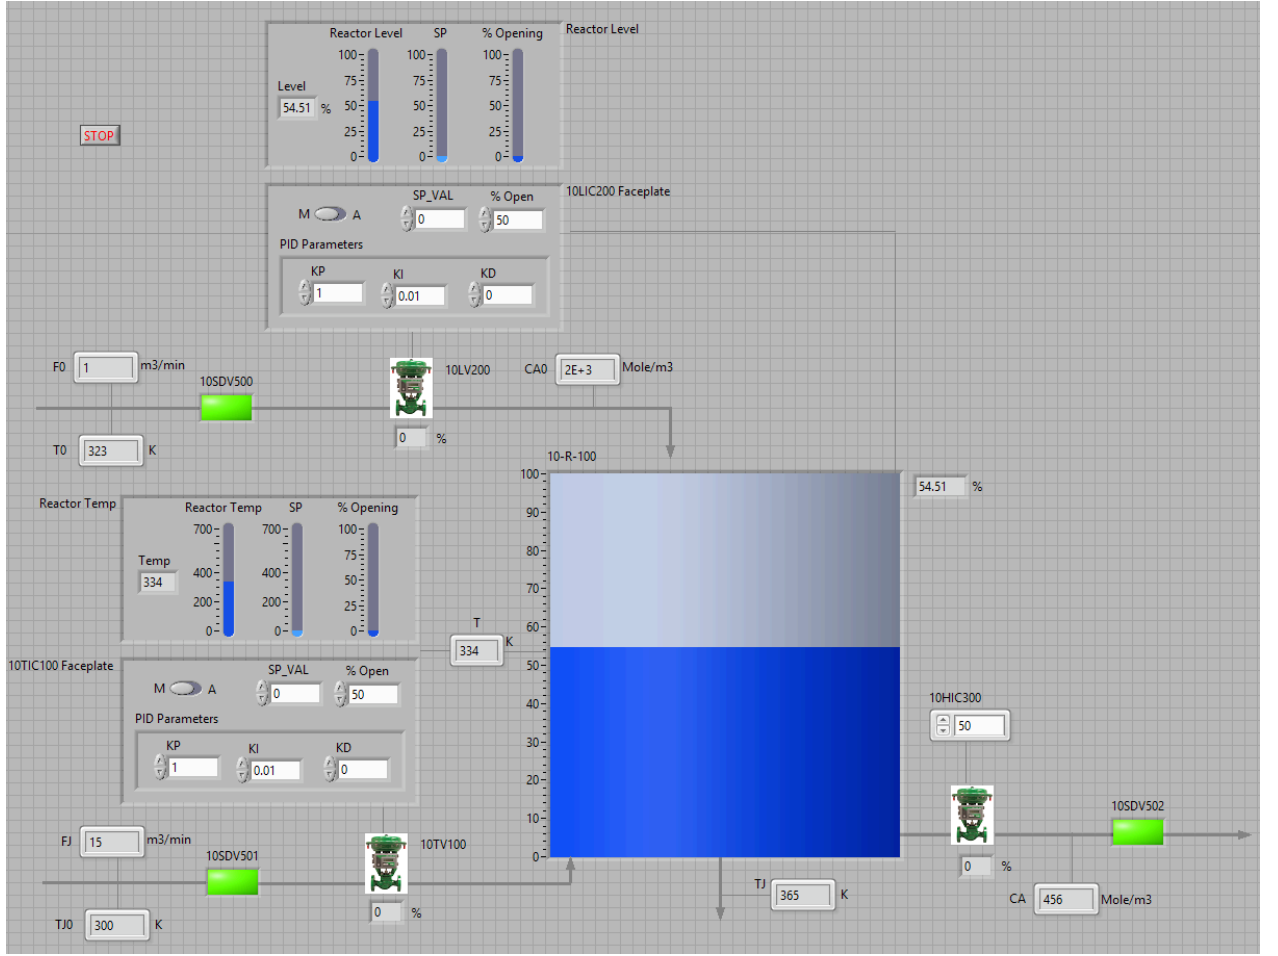 Reactor Level SP % Opening Reactor Level
100 100 100
75 75 75
Level
54.51 % 50 50 50
STOP
25 25 25
0 0 0
10LIC200 Faceplate
SP_VAL % Open
M A 0 50
PID Parameters
KP KI KD
1 0.01 0
F0 1 m3/min
10LV200 CA0 2E+3 Mole/m3
10SDV500
0 %
T0 323 K
10-R-100
100
54.51 %
90
80
70
60
50
40
30
20
10
0
Reactor Temp
Reactor Temp SP % Opening
700 700 100
75
Temp
334
400 400 50
200 200 25
0 0 0
T
334 K
10TIC100 Faceplate
SP_VAL % Open
M A 0 50
PID Parameters
KP KI KD
1 0.01 0
10HIC300
50
10SDV502
FJ 15 m3/min
10TV100
10SDV501
0 %
0 %
TJ 365 K
CA 456 Mole/m3
TJ0 300 K